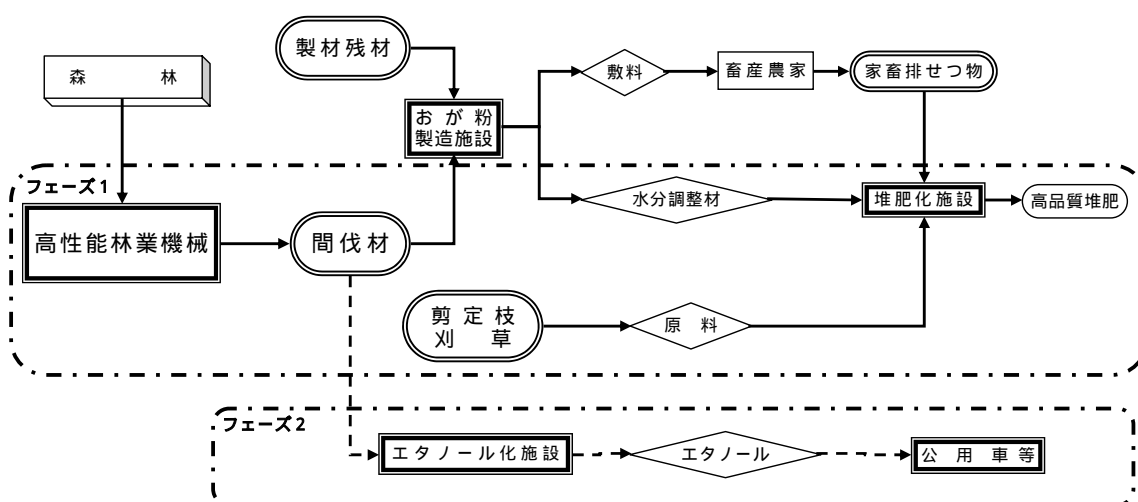 製材残材
敷料
畜産農家
家畜排せつ物
森　　林
おが粉
製造施設
フェーズ1
水分調整材
堆肥化施設
高品質堆肥
高性能林業機械
間伐材
剪定枝
刈　草
原　料
フェーズ2
エタノール化施設
エタノール
公用車等